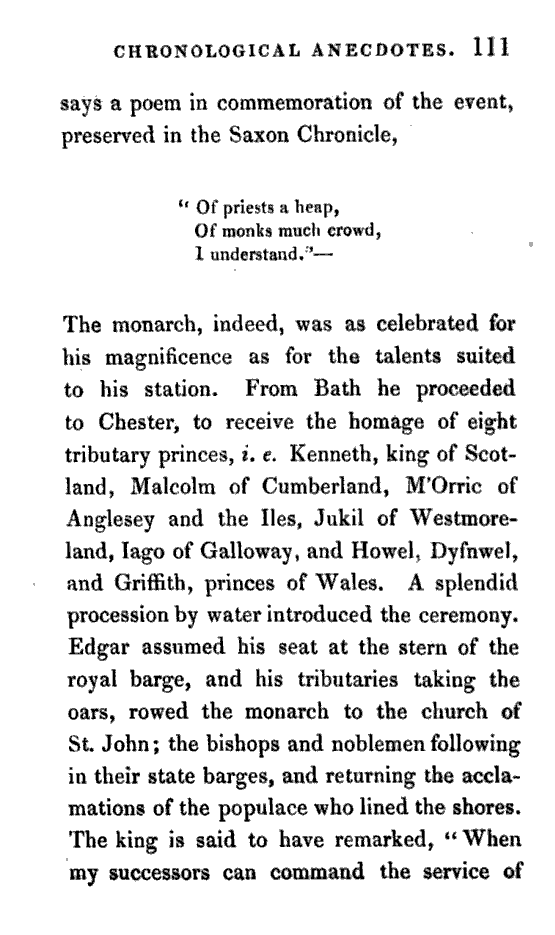 CHRONOLOGICAL ANECDOTES. 111
says a poem in commemoration of the event,
preserved in the Saxon Chronicle,
“ Of priests a heap,
Of monks much crowd,
I understand.”—
The monarch, indeed, was as celebrated for
his magnificence as for the talents suited
to his station. From Bath he proceeded
to Chester, to receive the homage of eight
tributary princes, i. e. Kenneth, king of Scot-
land, Malcolm of Cumberland, M'Orric of
Anglesey and the Iles, Jukil of Westmore-
land, Iago of Galloway, and Howel, Dyfnwel,
and Griffith, princes of Wales. A splendid
procession by water introduced the ceremony.
Edgar assumed his seat at the stern of the
royal barge, and his tributaries taking the
oars, rowed the monarch to the church of
St. John; the bishops and noblemen following
in their state barges, and returning the accla-
mations of the populace who lined the shores.
The king is said to have remarked, “ When
my successors can command the service of